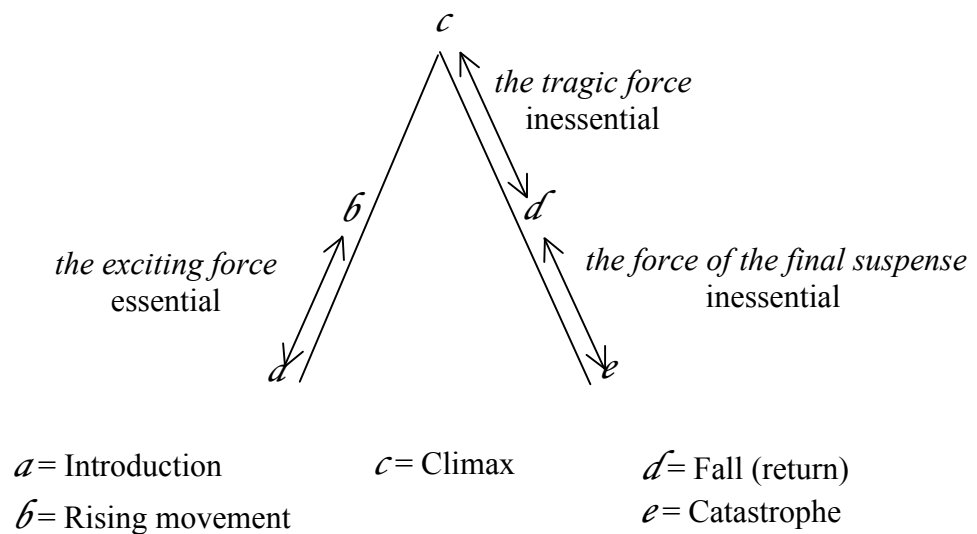 c
the tragic force
inessential
b
d
the exciting force
essential
the force of the final suspense
inessential
a
e
a = Introduction
c = Climax
d = Fall (return)
b = Rising movement
e = Catastrophe